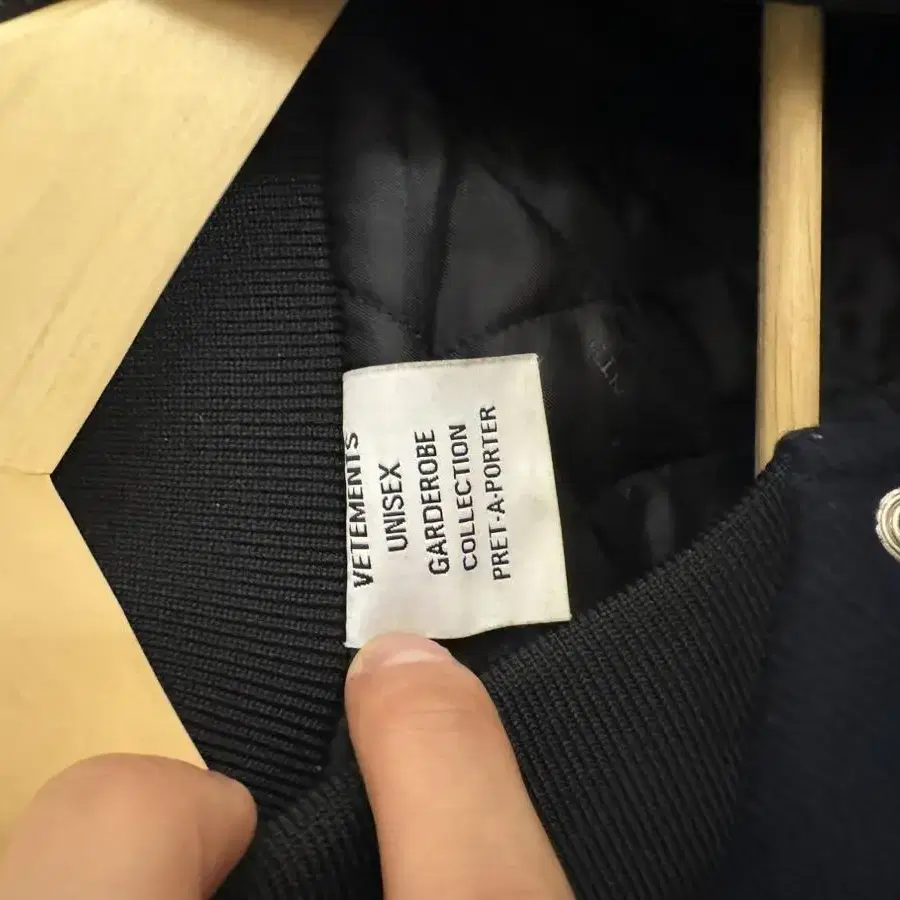 VETEMENTS
UNISEX
GARDEROBE
COLLECTION
PRET-A-PORTER